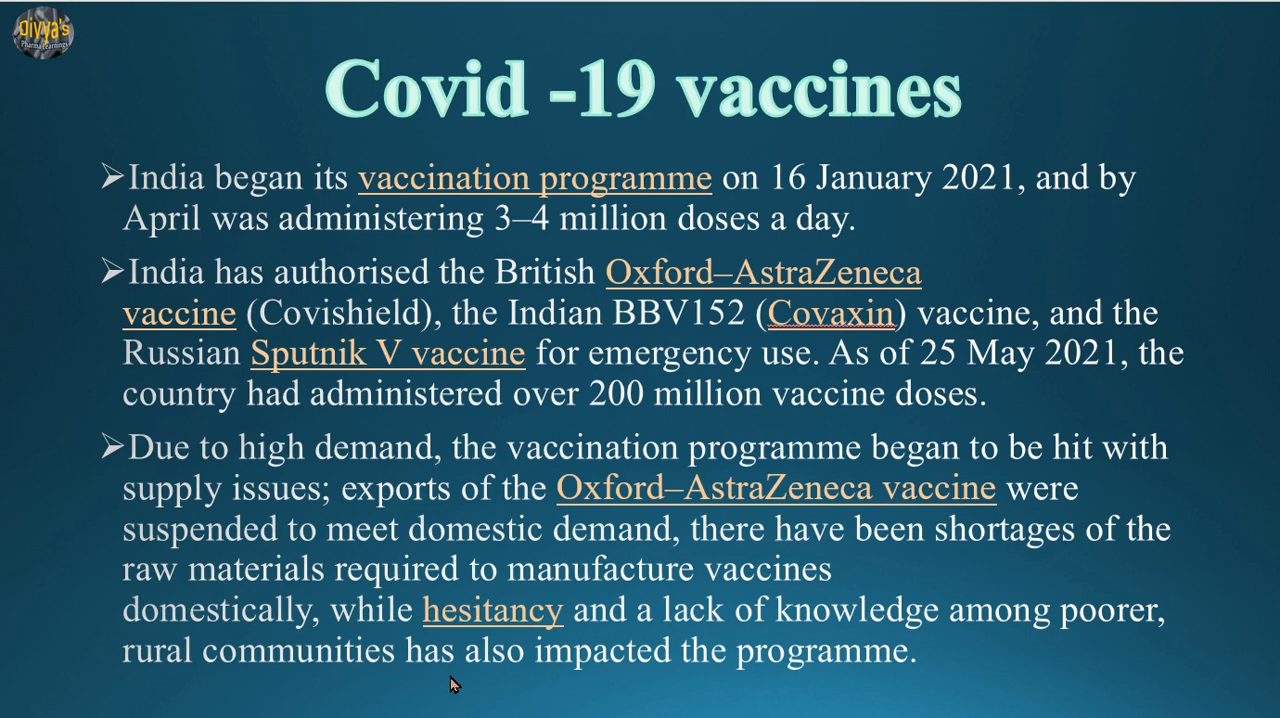 Divya's
Pharma Learnings
Covid -19 vaccines
➢India began its vaccination programme on 16 January 2021, and by
April was administering 3–4 million doses a day.
➢India has authorised the British Oxford–AstraZeneca
vaccine (Covishield), the Indian BBV152 (Covaxin) vaccine, and the
Russian Sputnik V vaccine for emergency use. As of 25 May 2021, the
country had administered over 200 million vaccine doses.
➢Due to high demand, the vaccination programme began to be hit with
supply issues; exports of the Oxford–AstraZeneca vaccine were
suspended to meet domestic demand, there have been shortages of the
raw materials required to manufacture vaccines
domestically, while hesitancy and a lack of knowledge among poorer,
rural communities has also impacted the programme.